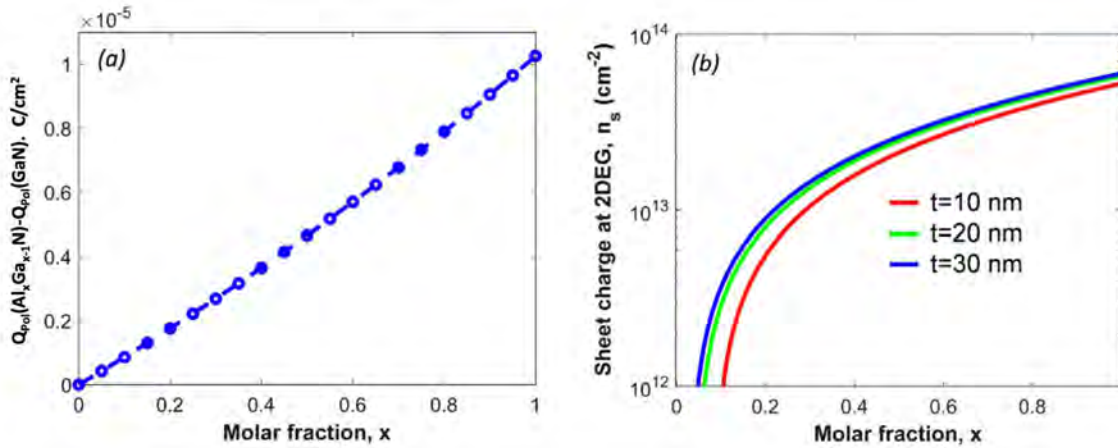 ×10⁻⁵
(a)
Q_Pol(Al_xGa_{x-1}N)-Q_Pol(GaN). C/cm²
1
0.8
0.6
0.4
0.2
0
0 0.2 0.4 0.6 0.8 1
Molar fraction, x
(b)
Sheet charge at 2DEG, n_s (cm⁻²)
10¹⁴
10¹³
10¹²
t=10 nm
t=20 nm
t=30 nm
0 0.2 0.4 0.6 0.8
Molar fraction, x